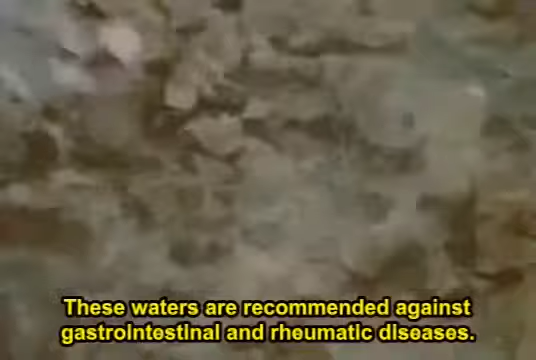 These waters are recommended against
gastrointestinal and rheumatic diseases.